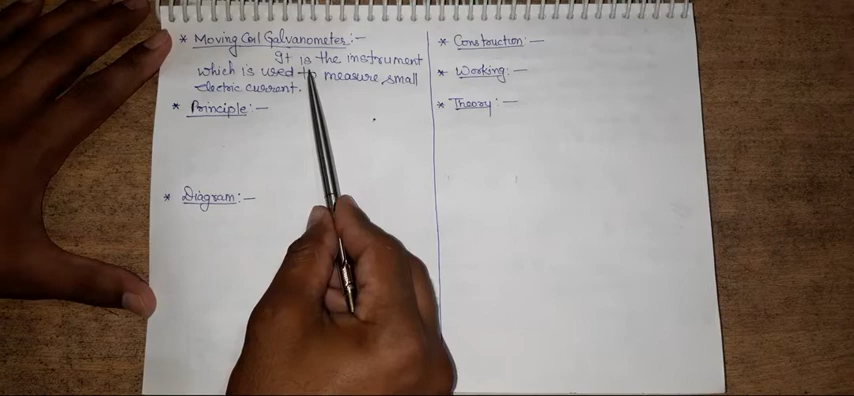 * Moving Coil Galvanometer:-
It is the instrument
which is used to measure small
electric current.
* Principle:-
* Diagram:-
* Construction:-
* Working:-
* Theory:-